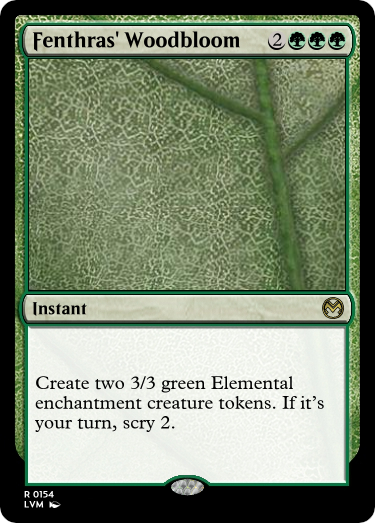 Fenthras' Woodbloom 2
Instant
Create two 3/3 green Elemental
enchantment creature tokens. If it's
your turn, scry 2.
R 0154
LVM